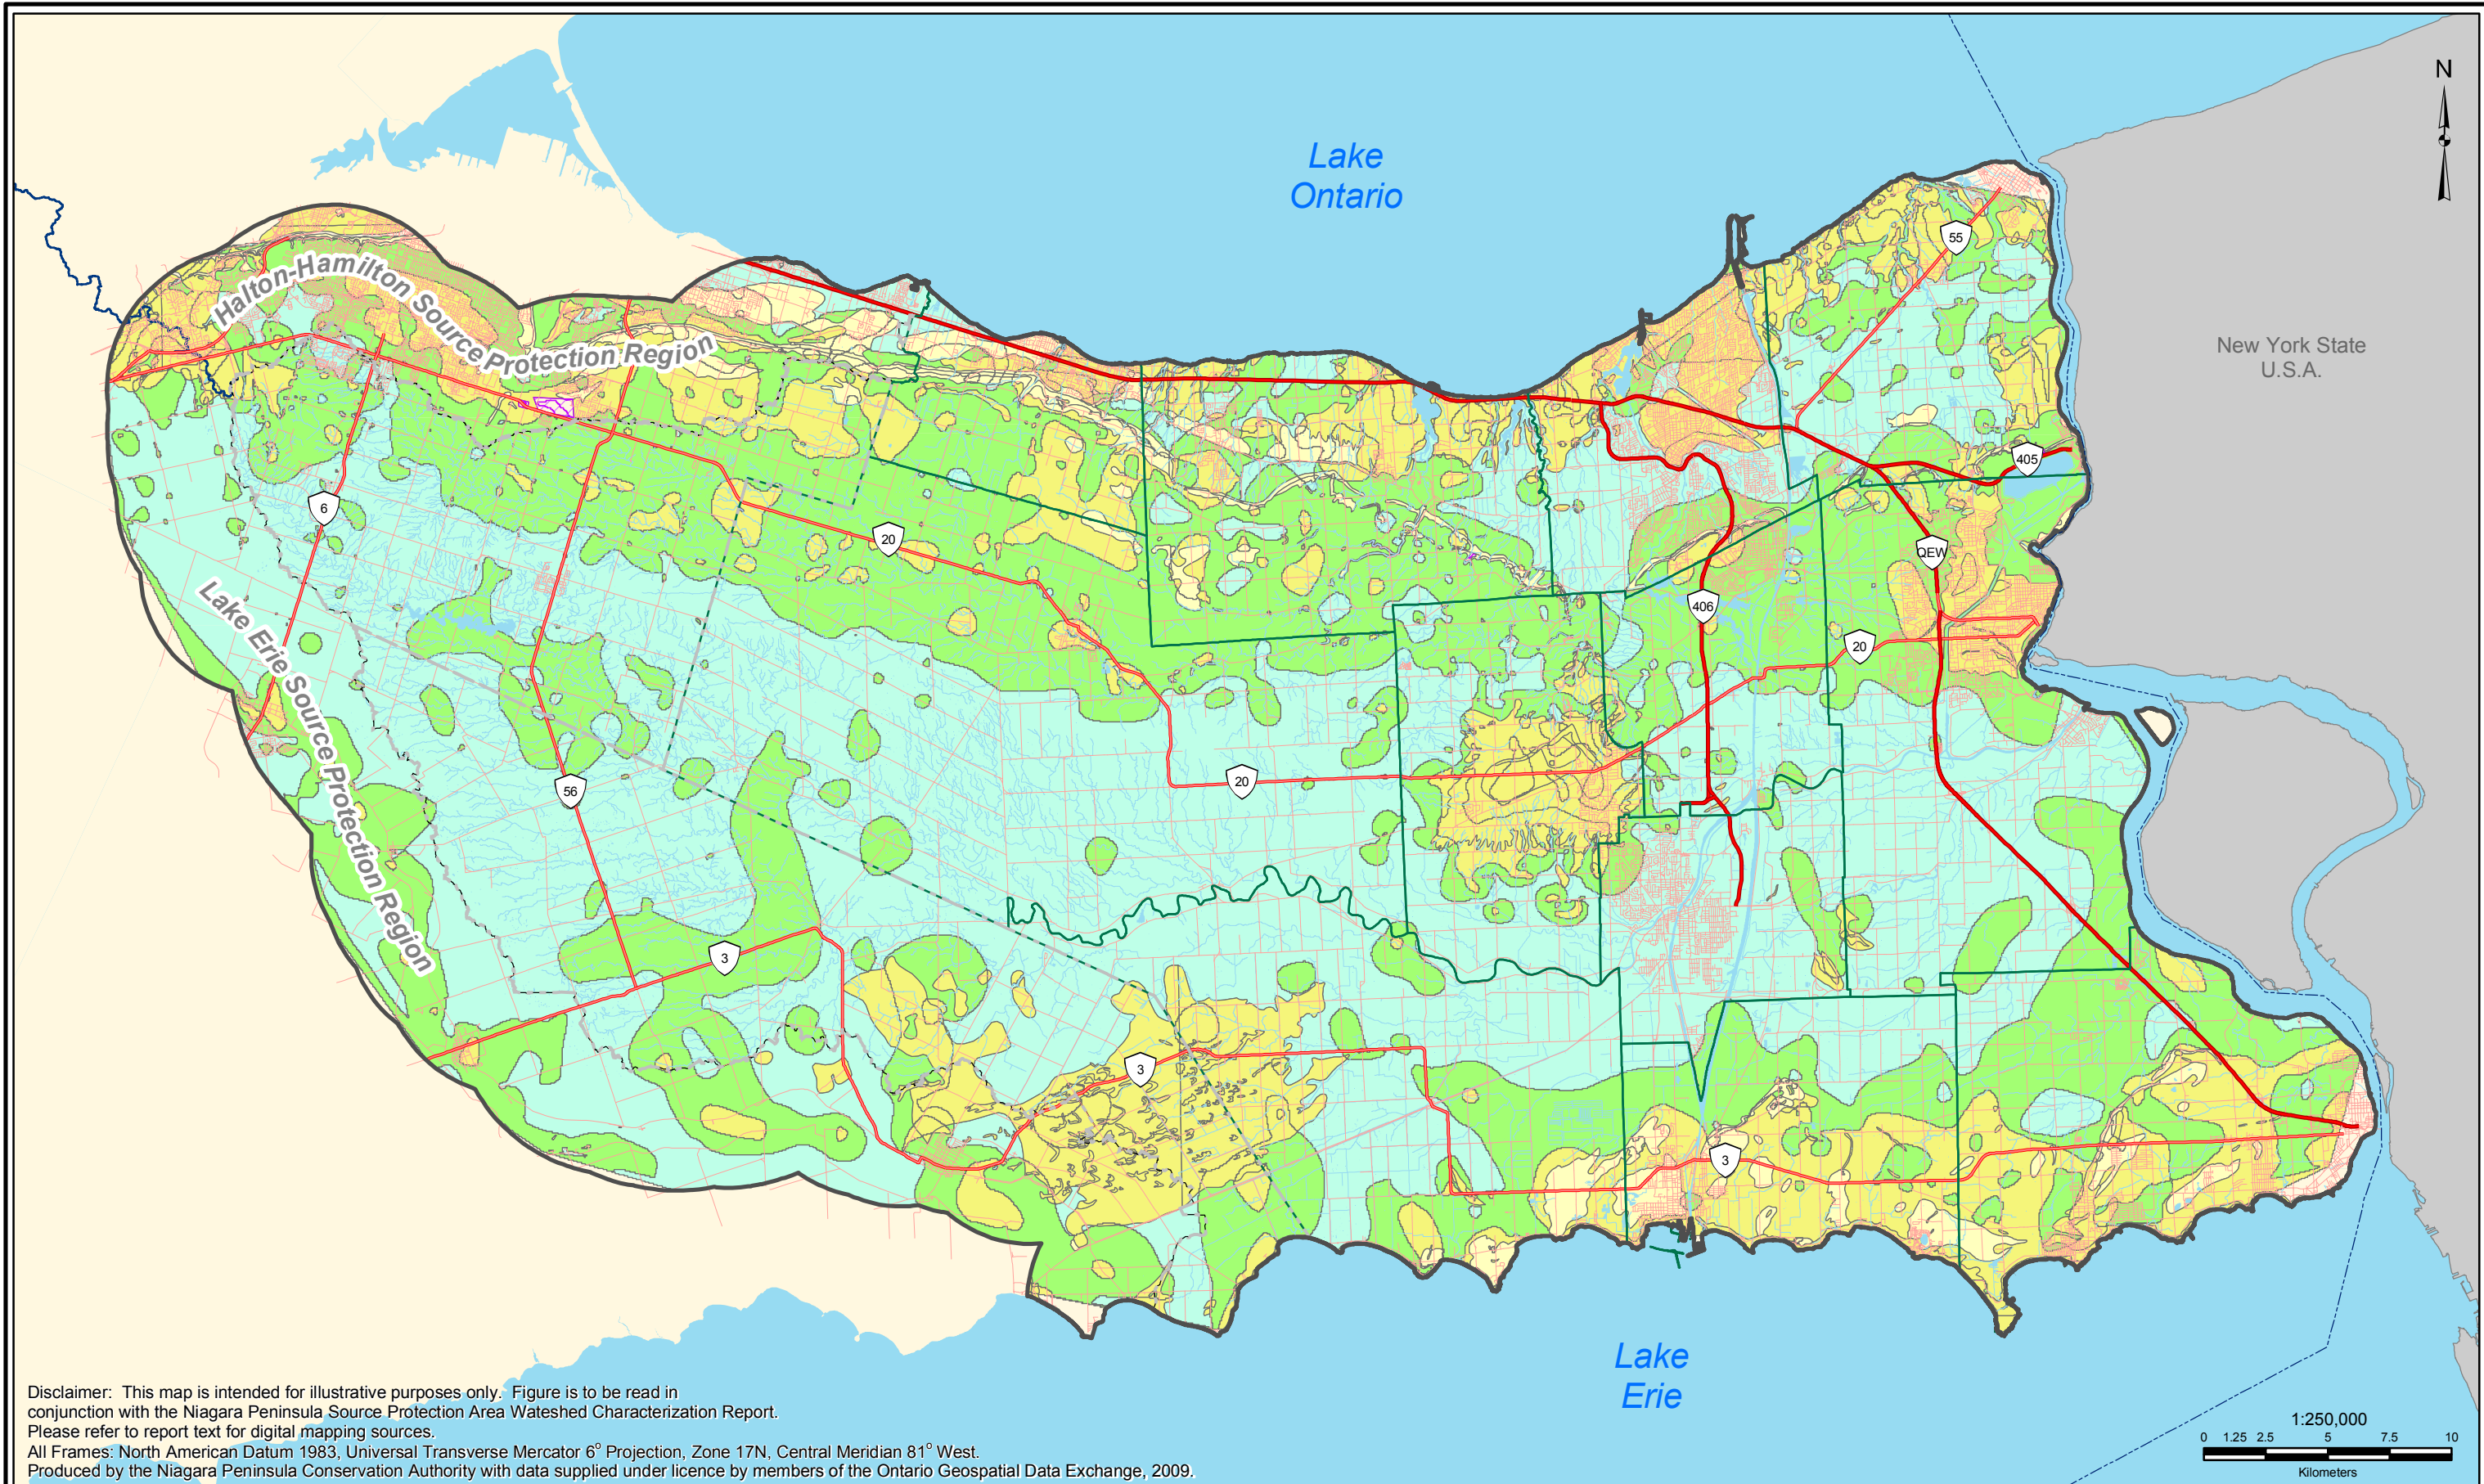 N
Lake
Ontario
55
New York State
U.S.A.
Halton-Hamilton Source Protection Region
405
6
20
QEW
406
20
Lake Erie Source Protection Region
56
20
3
3
3
Lake
Erie
Disclaimer: This map is intended for illustrative purposes only. Figure is to be read in
conjunction with the Niagara Peninsula Source Protection Area Wateshed Characterization Report.
Please refer to report text for digital mapping sources.
All Frames: North American Datum 1983, Universal Transverse Mercator 6° Projection, Zone 17N, Central Meridian 81° West.
Produced by the Niagara Peninsula Conservation Authority with data supplied under licence by members of the Ontario Geospatial Data Exchange, 2009.
1:250,000
0 1.25 2.5 5 7.5 10
Kilometers